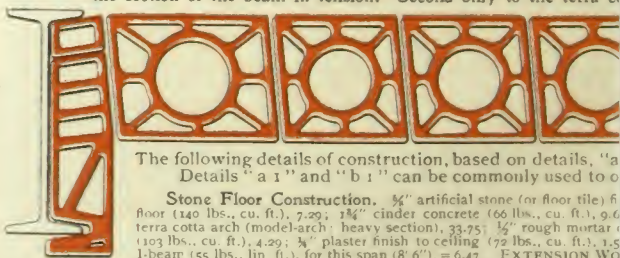 the section of the beam in tension. Second only to the terra c
The following details of construction, based on details, "a
Details "a 1" and "b 1" can be commonly used to o
Stone Floor Construction. ⅝" artificial stone (or floor tile) fi
floor (140 lbs., cu. ft.), 7.29; 1¾" cinder concrete (66 lbs., cu. ft.), 9.6
terra cotta arch (model-arch; heavy section), 33.75; ½" rough mortar
(103 lbs., cu. ft.), 4.29; ¼" plaster finish to ceiling (72 lbs., cu. ft.), 1.5
I-beam (55 lbs., lin. ft.), for this span (8' 6") = 6.47. EXTENSION WO